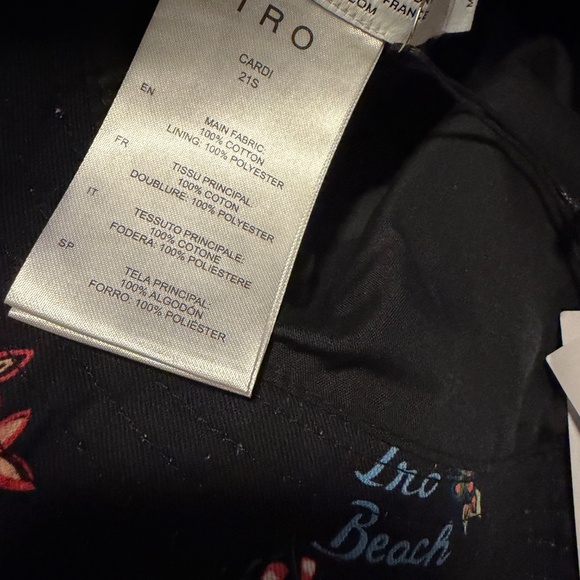 IRO
CARDI
21S
EN
MAIN FABRIC:
100% COTTON
LINING: 100% POLYESTER
FR
TISSU PRINCIPAL:
100% COTON
DOUBLURE: 100% POLYESTER
IT
TESSUTO PRINCIPALE:
100% COTONE
FODERA: 100% POLIESTERE
SP
TELA PRINCIPAL:
100% ALGODÓN
FORRO: 100% POLIÉSTER
FRANCE
Iro
Beach